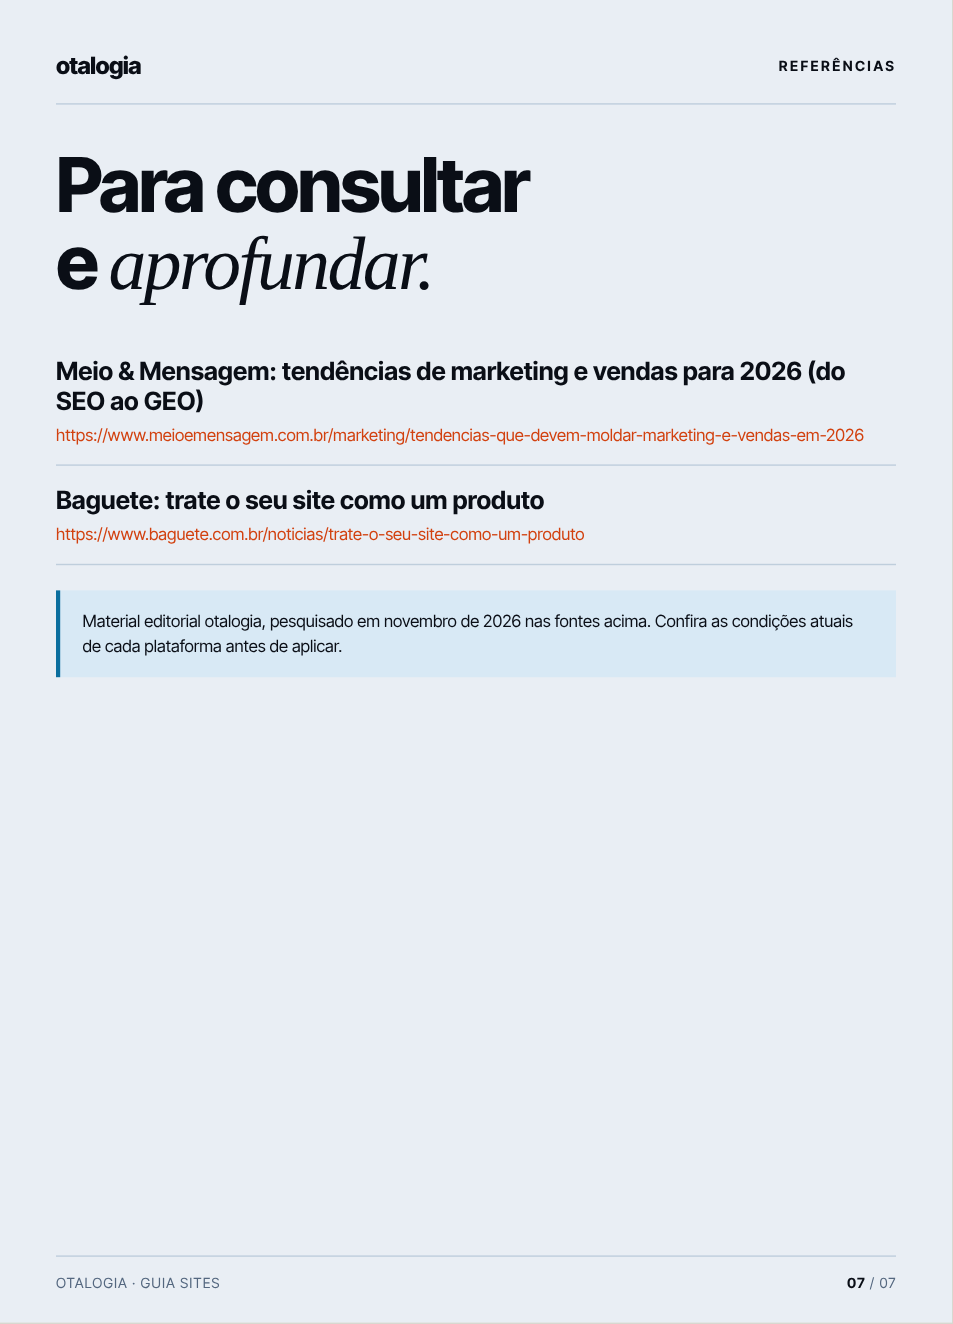 otalogia
REFERÊNCIAS
Para consultar
e aprofundar.
Meio & Mensagem: tendências de marketing e vendas para 2026 (do
SEO ao GEO)
https://www.meioemensagem.com.br/marketing/tendencias-que-devem-moldar-marketing-e-vendas-em-2026
Baguete: trate o seu site como um produto
https://www.baguete.com.br/noticias/trate-o-seu-site-como-um-produto
Material editorial otalogia, pesquisado em novembro de 2026 nas fontes acima. Confira as condições atuais
de cada plataforma antes de aplicar.
OTALOGIA · GUIA SITES
07 / 07